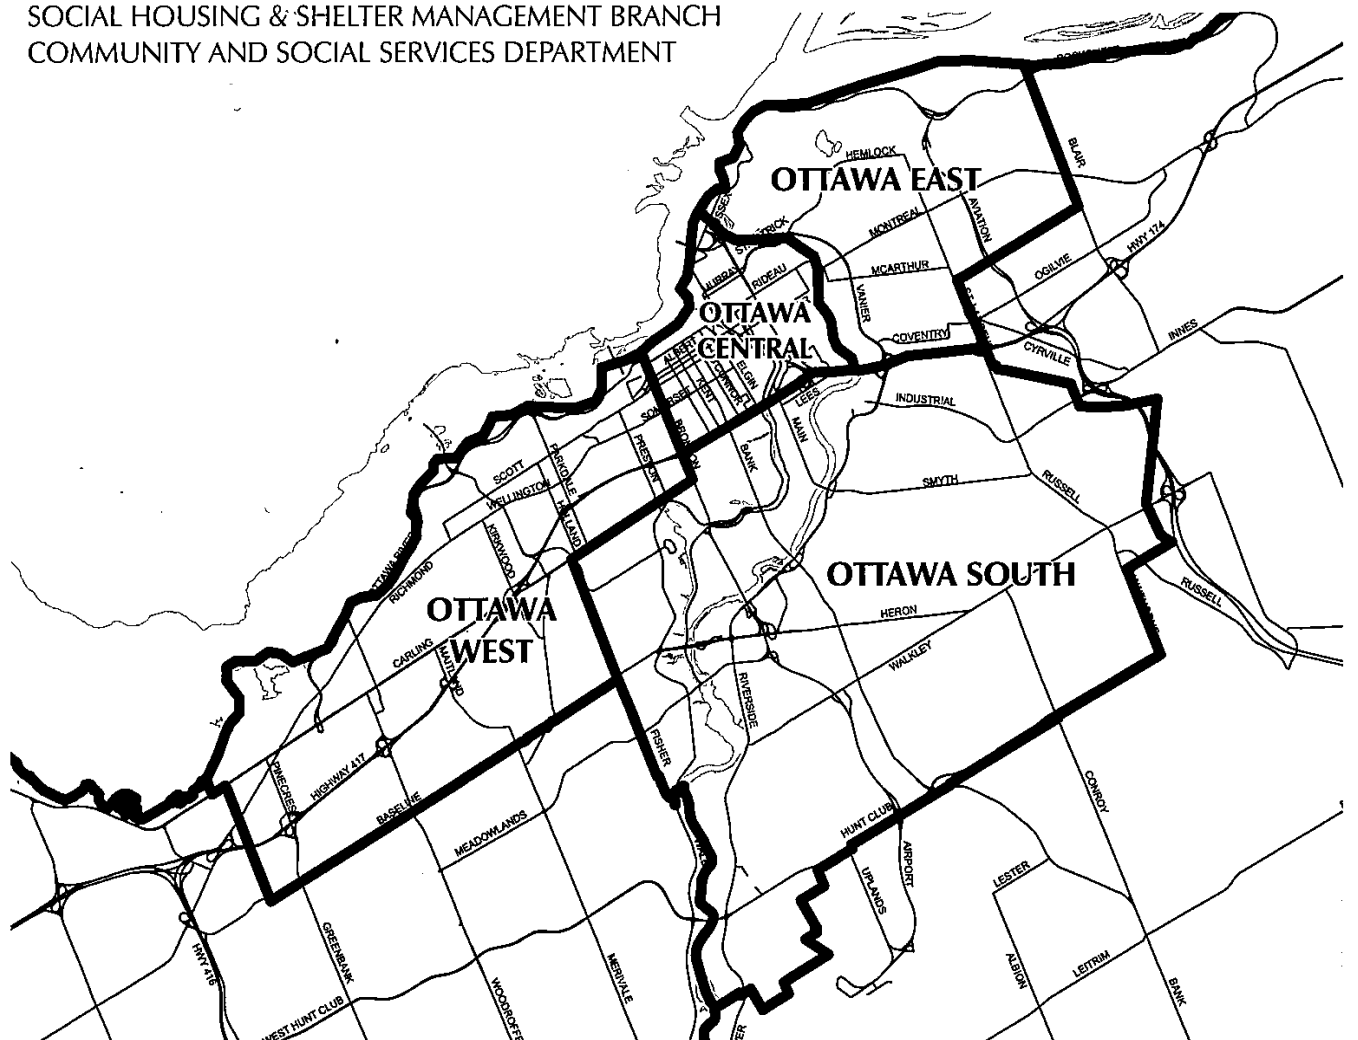 SOCIAL HOUSING & SHELTER MANAGEMENT BRANCH
COMMUNITY AND SOCIAL SERVICES DEPARTMENT
BLAIR
HEMLOCK
OTTAWA EAST
MONTREAL
AVIATION
HWY 174
OGILVIE
MCARTHUR
RIDEAU
VANIER
OTTAWA
CENTRAL
COVENTRY
INNES
CYRVILLE
ALBERT
ELGIN
KENT
O'CONNOR
SOMERSET
LEES
INDUSTRIAL
MAIN
BANK
PRESTON
BRONSON
SCOTT
PARKDALE
WELLINGTON
HOLLAND
SMYTH
RUSSELL
KIRKWOOD
OTTAWA RIVER
RICHMOND
OTTAWA SOUTH
RUSSELL
OTTAWA
WEST
HERON
CARLING
MAITLAND
WALKLEY
RIVERSIDE
FISHER
PINECREST
HIGHWAY 417
BASELINE
MEADOWLANDS
HUNT CLUB
CONROY
AIRPORT
UPLANDS
LESTER
GREENBANK
HWY 416
MERIVALE
WEST HUNT CLUB
WOODROFFE
ALBION
LEITRIM
BANK